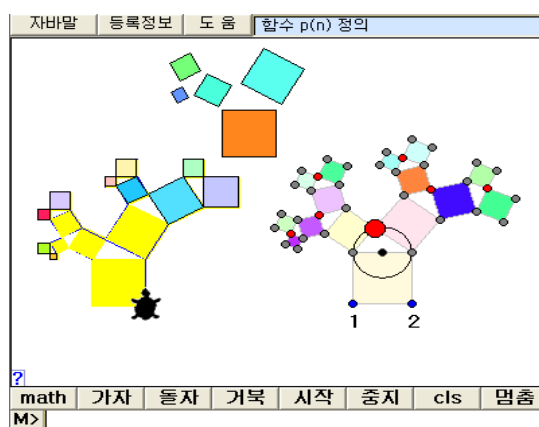 자바말 등록정보 도 움 함수 p(n) 정의
1 2
?
math 가자 돌자 거북 시작 중지 cls 멈춤
M>